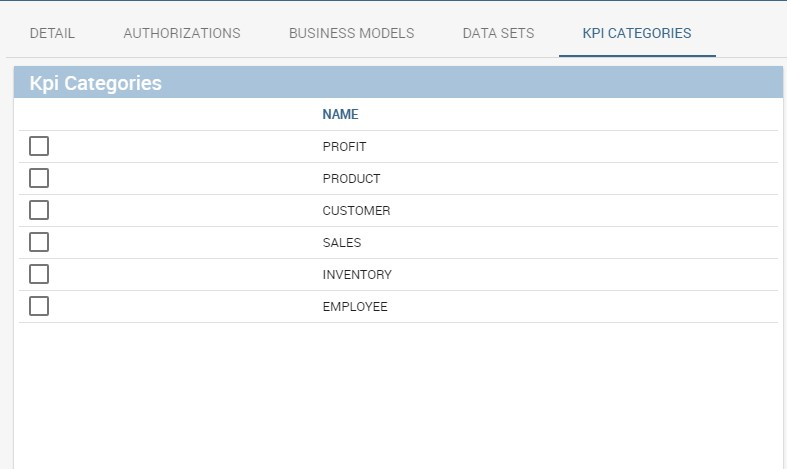 DETAIL AUTHORIZATIONS BUSINESS MODELS DATA SETS KPI CATEGORIES
Kpi Categories
NAME
PROFIT
PRODUCT
CUSTOMER
SALES
INVENTORY
EMPLOYEE